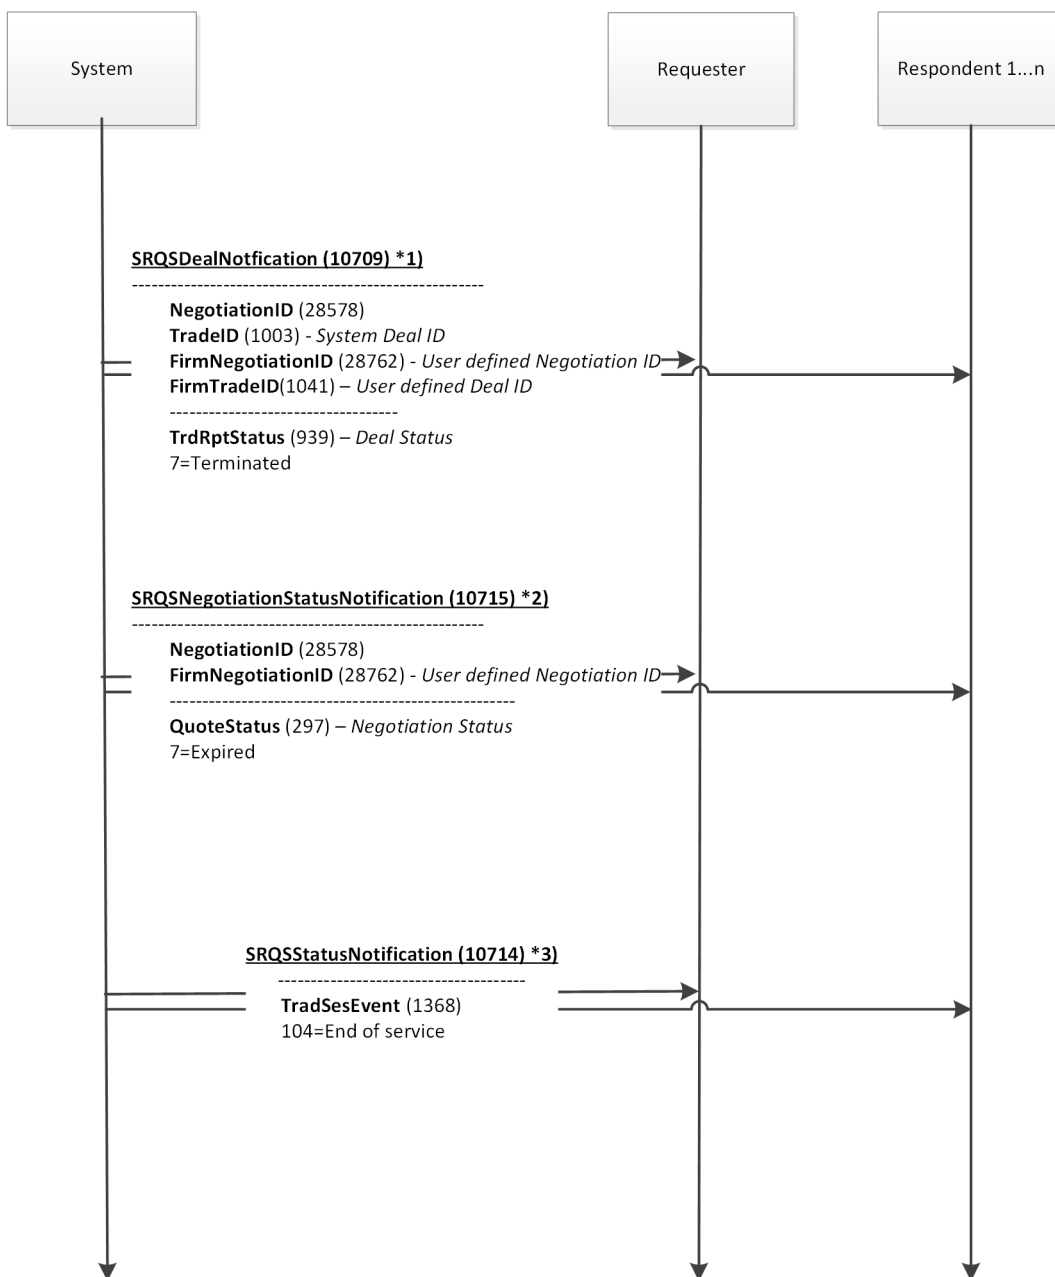 System
Requester
Respondent 1...n
SRQSDealNotfication (10709) *1)
------------------------------------------------------
NegotiationID (28578)
TradeID (1003) - System Deal ID
FirmNegotiationID (28762) - User defined Negotiation ID
FirmTradeID(1041) – User defined Deal ID
-----------------------------------
TrdRptStatus (939) – Deal Status
7=Terminated
SRQSNegotiationStatusNotification (10715) *2)
------------------------------------------------------
NegotiationID (28578)
FirmNegotiationID (28762) - User defined Negotiation ID
-----------------------------------------------------
QuoteStatus (297) – Negotiation Status
7=Expired
SRQSStatusNotification (10714) *3)
--------------------------------------
TradSesEvent (1368)
104=End of service